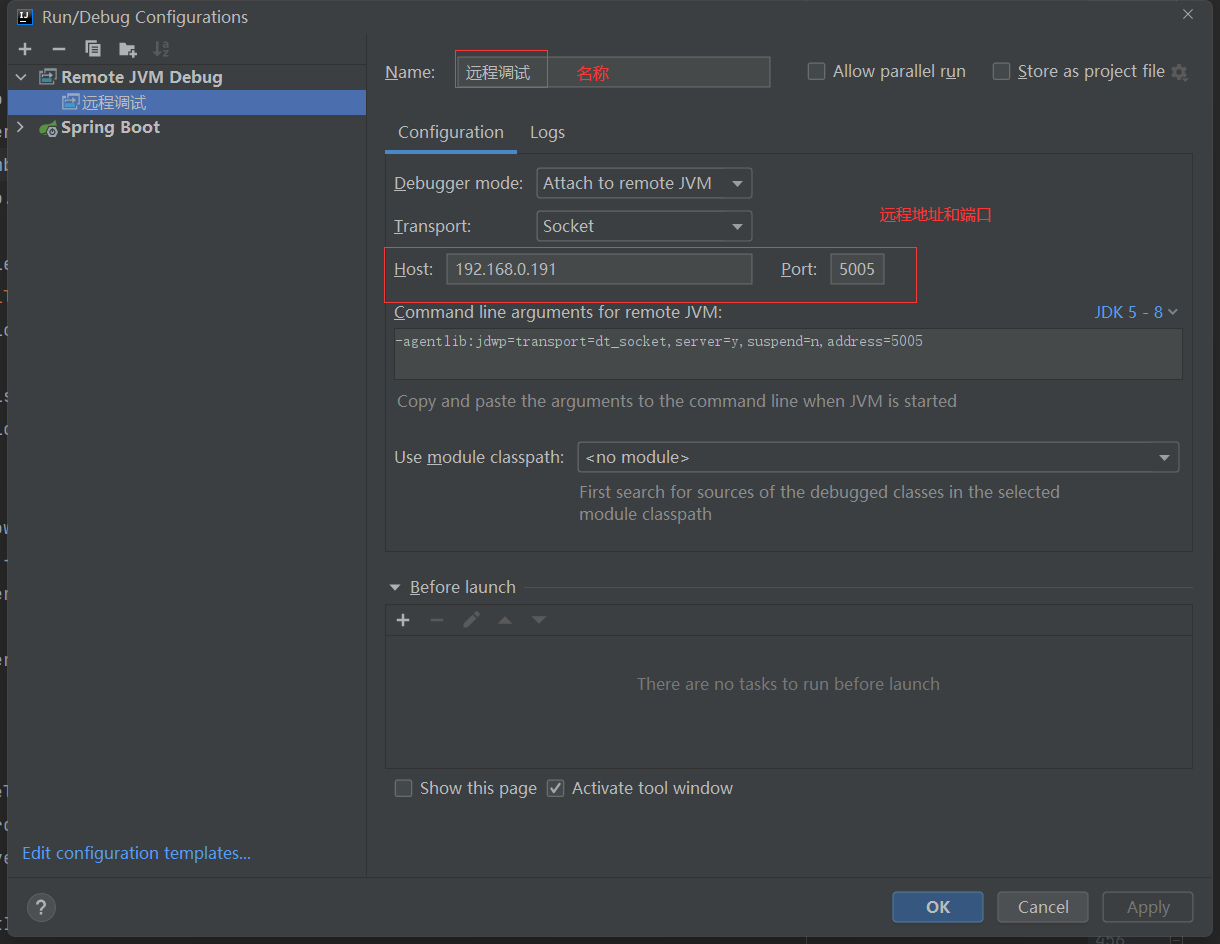 Run/Debug Configurations
Remote JVM Debug
远程调试
Spring Boot
Edit configuration templates...
Name: 远程调试 名称 Allow parallel run Store as project file
Configuration Logs
Debugger mode: Attach to remote JVM
Transport: Socket
远程地址和端口
Host: 192.168.0.191 Port: 5005
Command line arguments for remote JVM: JDK 5 - 8
-agentlib:jdwp=transport=dt_socket,server=y,suspend=n,address=5005
Copy and paste the arguments to the command line when JVM is started
Use module classpath: <no module>
First search for sources of the debugged classes in the selected
module classpath
Before launch
There are no tasks to run before launch
Show this page Activate tool window
? OK Cancel Apply